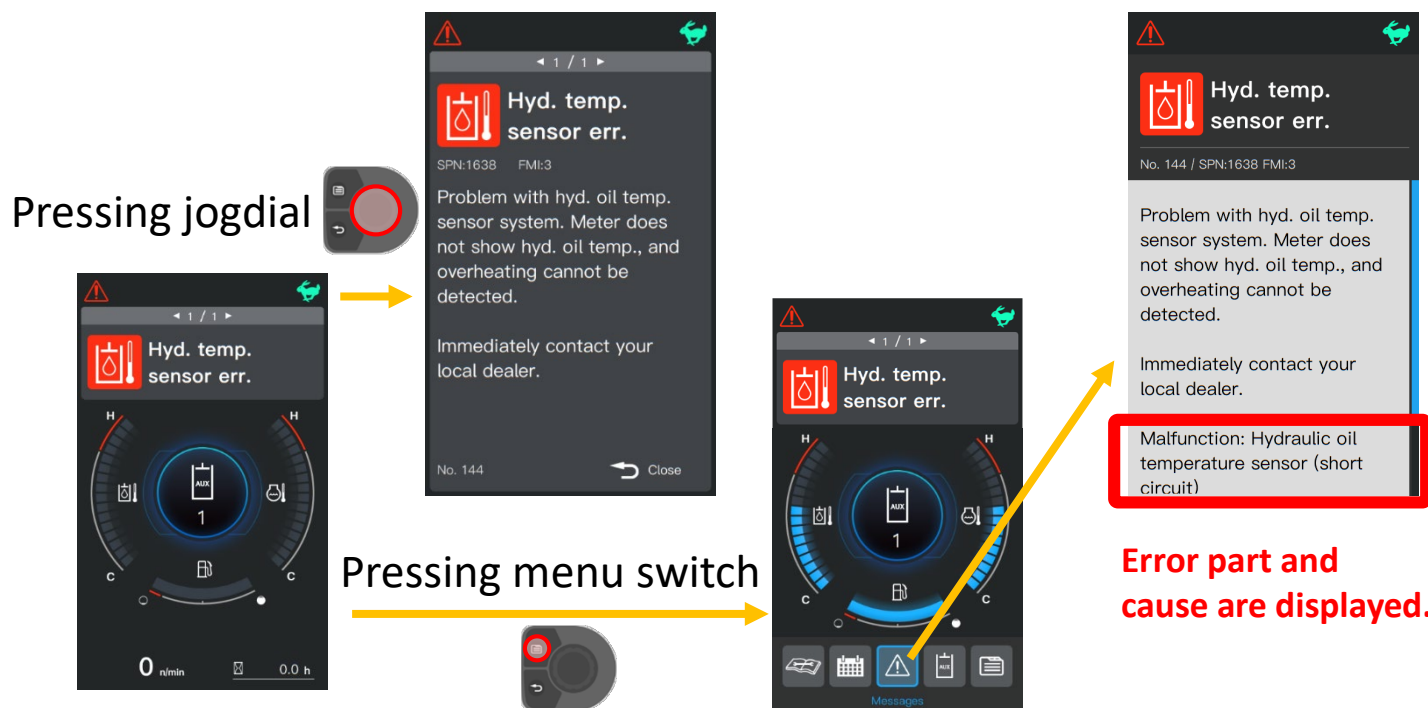 Pressing jogdial
1 / 1
Hyd. temp.
sensor err.
SPN:1638 FMI:3
Problem with hyd. oil temp.
sensor system. Meter does
not show hyd. oil temp., and
overheating cannot be
detected.
Immediately contact your
local dealer.
No. 144
Close
1 / 1
Hyd. temp.
sensor err.
H
H
AUX
1
C
C
0 n/min
0.0 h
Pressing menu switch
1 / 1
Hyd. temp.
sensor err.
H
H
AUX
1
C
C
AUX
Messages
Hyd. temp.
sensor err.
No. 144 / SPN:1638 FMI:3
Problem with hyd. oil temp.
sensor system. Meter does
not show hyd. oil temp., and
overheating cannot be
detected.
Immediately contact your
local dealer.
Malfunction: Hydraulic oil
temperature sensor (short
circuit)
Error part and
cause are displayed.